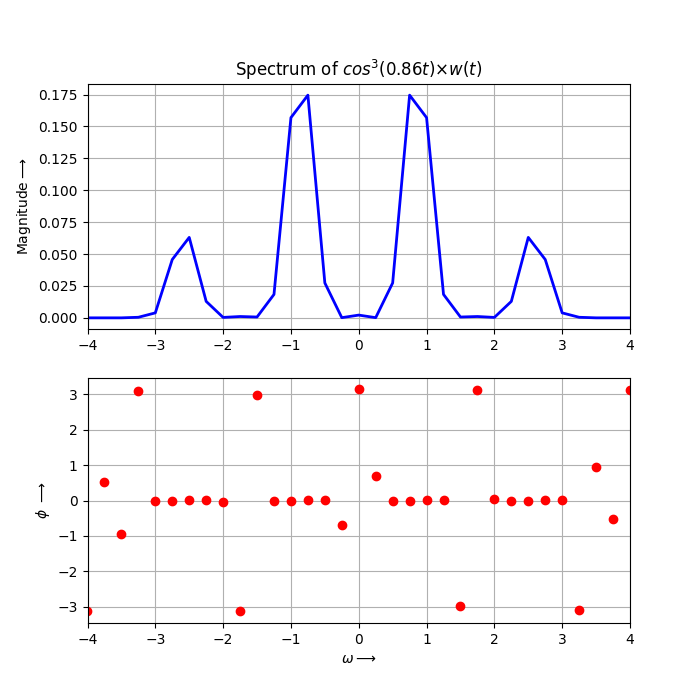 Spectrum of cos³(0.86t)×w(t)
0.175
0.150
0.125
0.100
0.075
0.050
0.025
0.000
Magnitude⟶
−4 −3 −2 −1 0 1 2 3 4
3
2
1
0
−1
−2
−3
ϕ ⟶
−4 −3 −2 −1 0 1 2 3 4
ω⟶